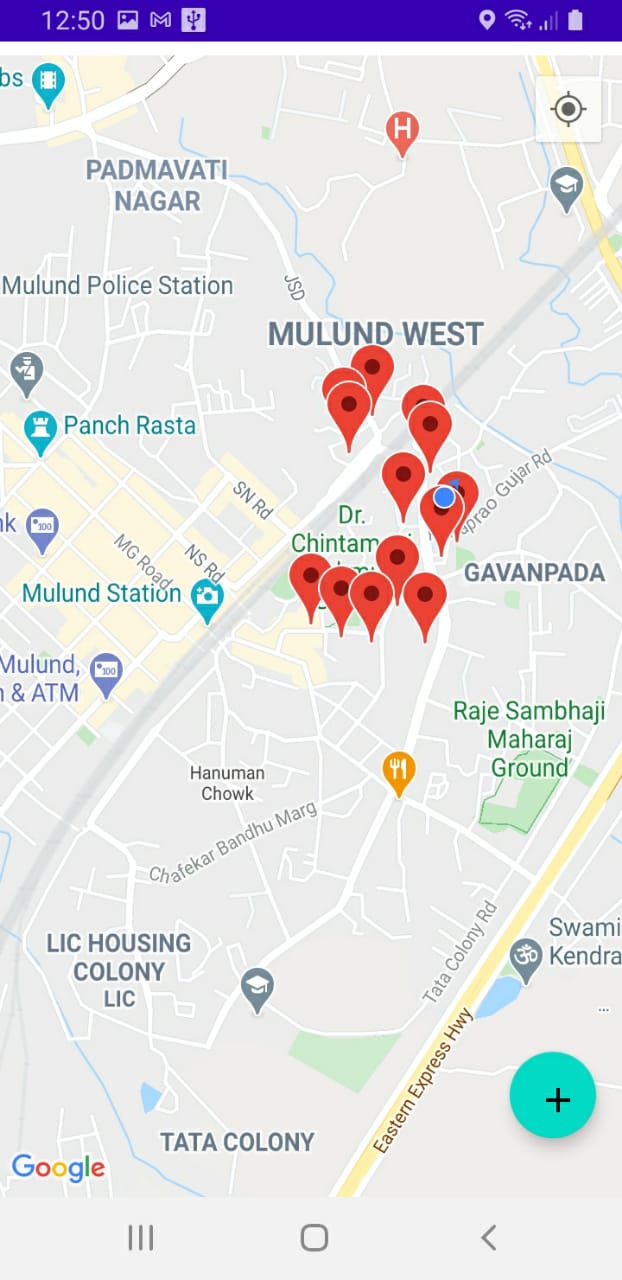 12:50
bs
H
PADMAVATI
NAGAR
Mulund Police Station
JSD
MULUND WEST
Panch Rasta
SN Rd
Gujar Rd
Dr.
MG Road
NS Rd
100
Mulund Station
GAVANPADA
Mulund,
& ATM
100
Raje Sambhaji
Maharaj
Ground
Hanuman
Chowk
Chafekar Bandhu Marg
Tata Colony Rd
LIC HOUSING
COLONY
LIC
Swami
Kendra
ॐ
...
Eastern Express Hwy
+
TATA COLONY
Google